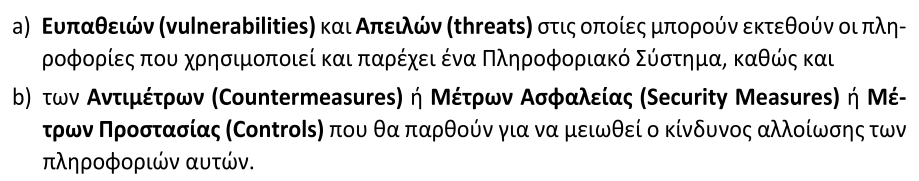 a) Ευπαθειών (vulnerabilities) και Απειλών (threats) στις οποίες μπορούν εκτεθούν οι πλη-
ροφορίες που χρησιμοποιεί και παρέχει ένα Πληροφοριακό Σύστημα, καθώς και
b) των Αντιμέτρων (Countermeasures) ή Μέτρων Ασφαλείας (Security Measures) ή Μέ-
τρων Προστασίας (Controls) που θα παρθούν για να μειωθεί ο κίνδυνος αλλοίωσης των
πληροφοριών αυτών.